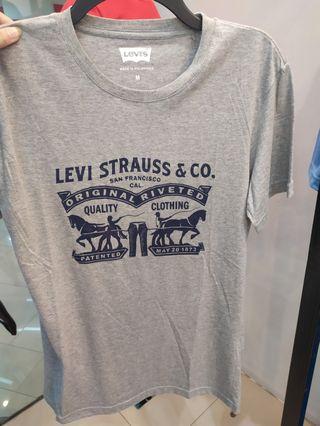 LEVI'S
MADE IN PHILIPPINES
M
LEVI STRAUSS & CO.
SAN FRANCISCO
CAL.
ORIGINAL RIVETED
QUALITY CLOTHING
PATENTED MAY 20 1873